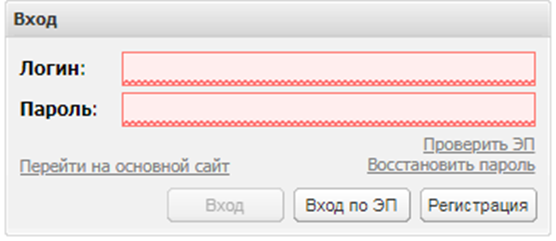 Вход
Логин:
Пароль:
Проверить ЭП
Перейти на основной сайт
Восстановить пароль
Вход
Вход по ЭП
Регистрация